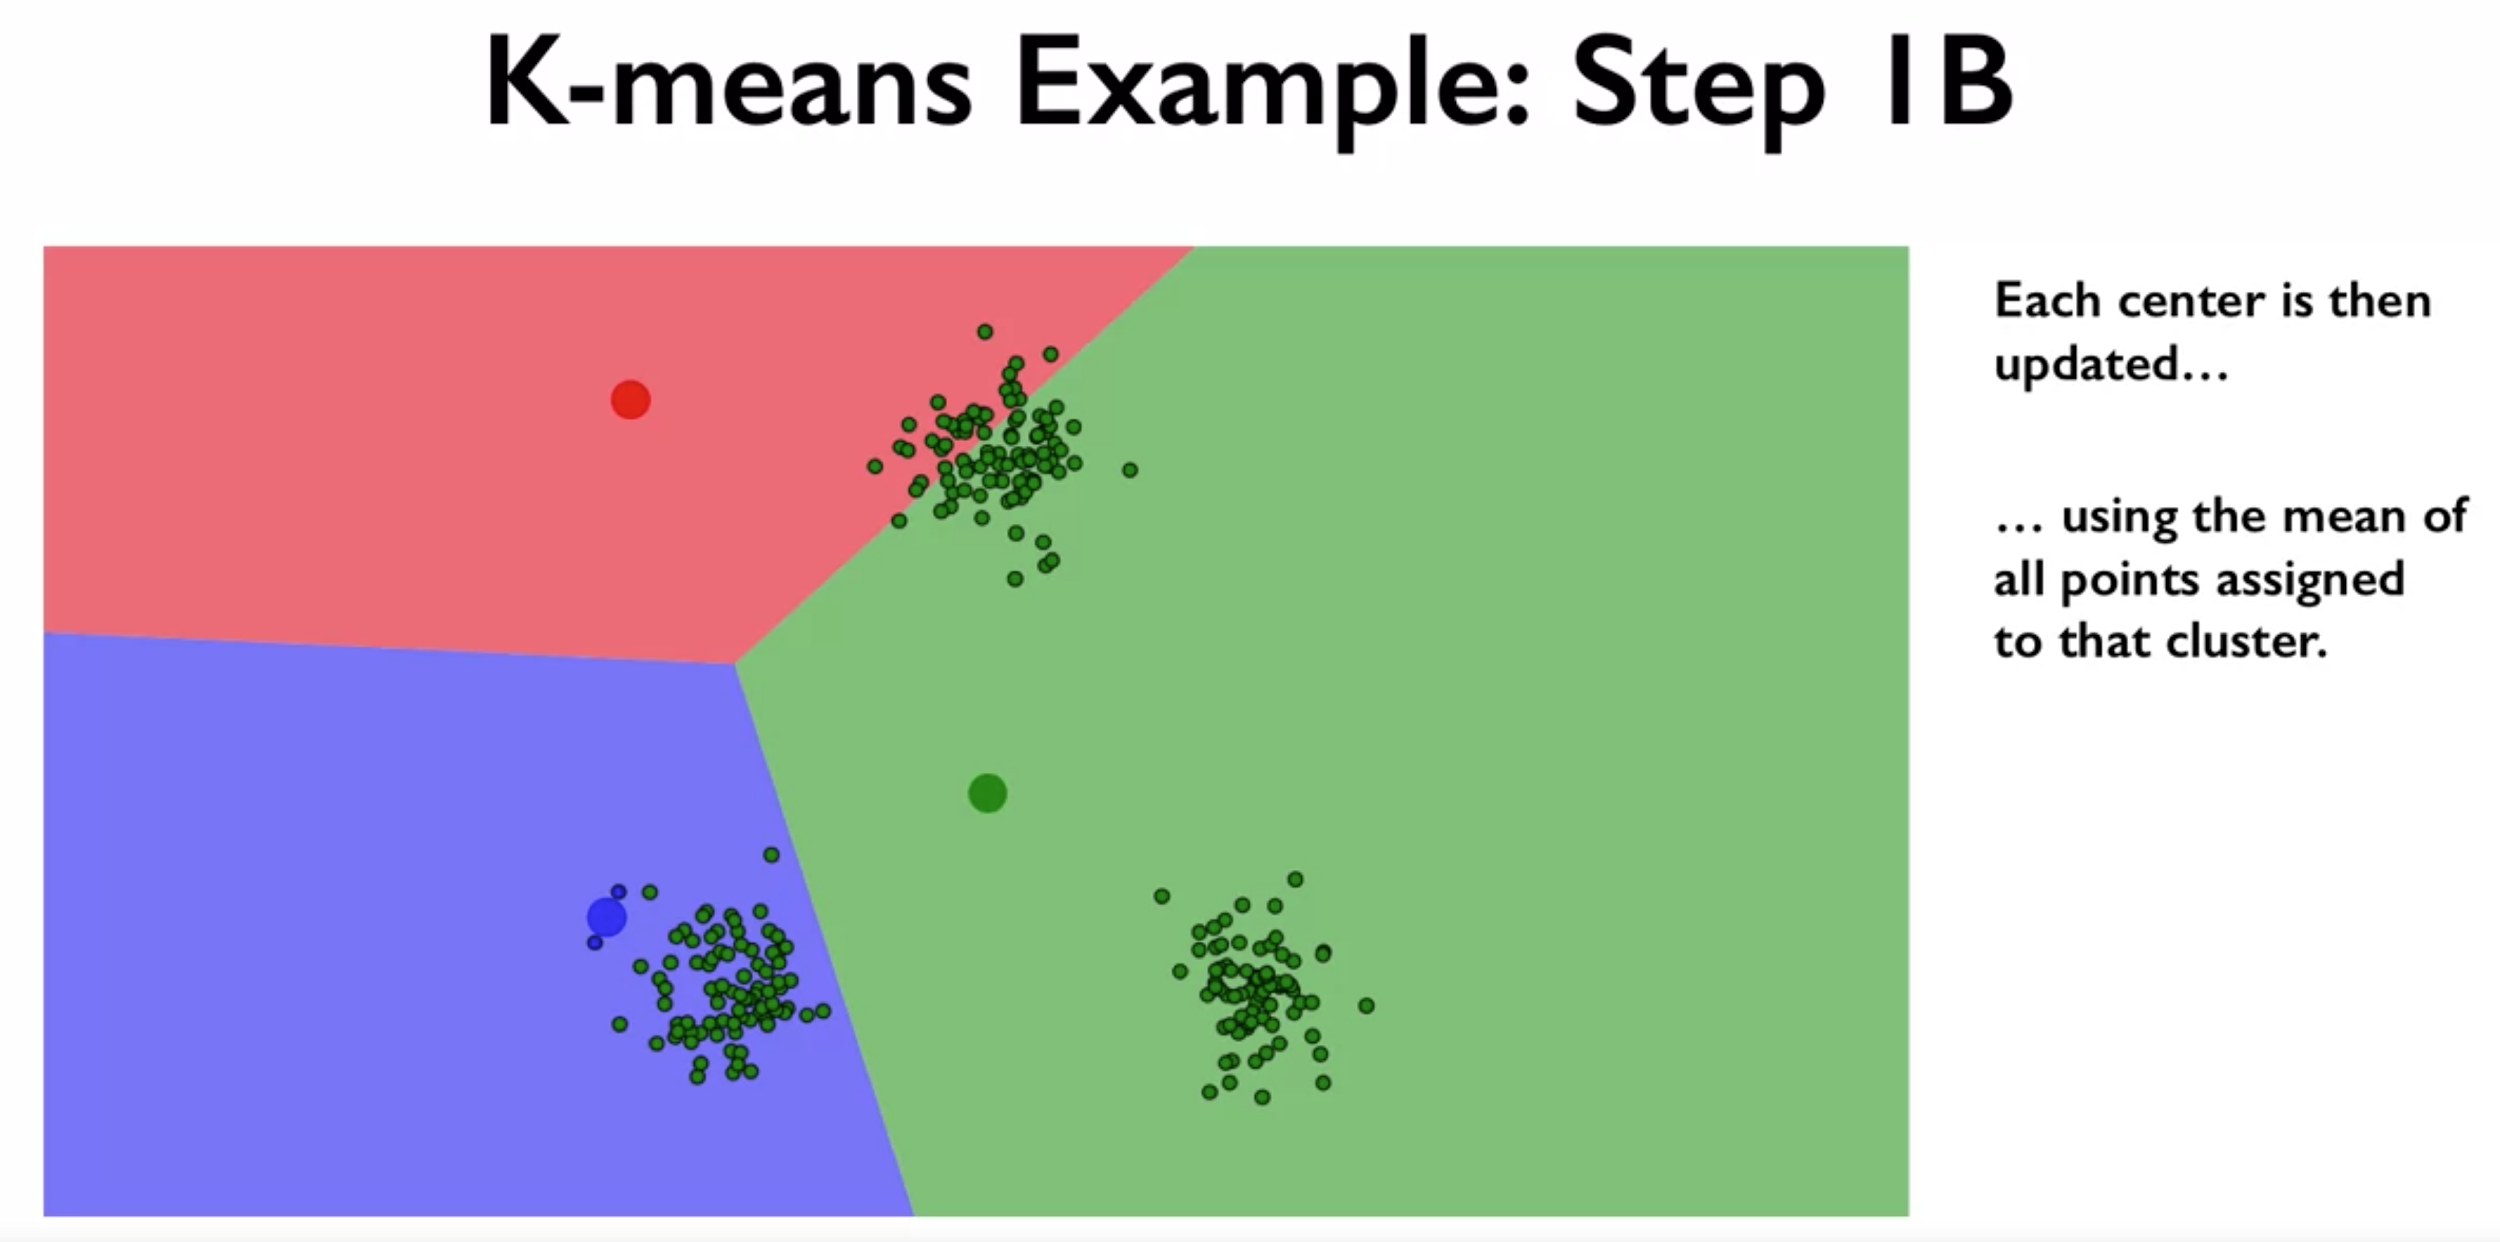 K-means Example: Step 1B
Each center is then
updated…
… using the mean of
all points assigned
to that cluster.